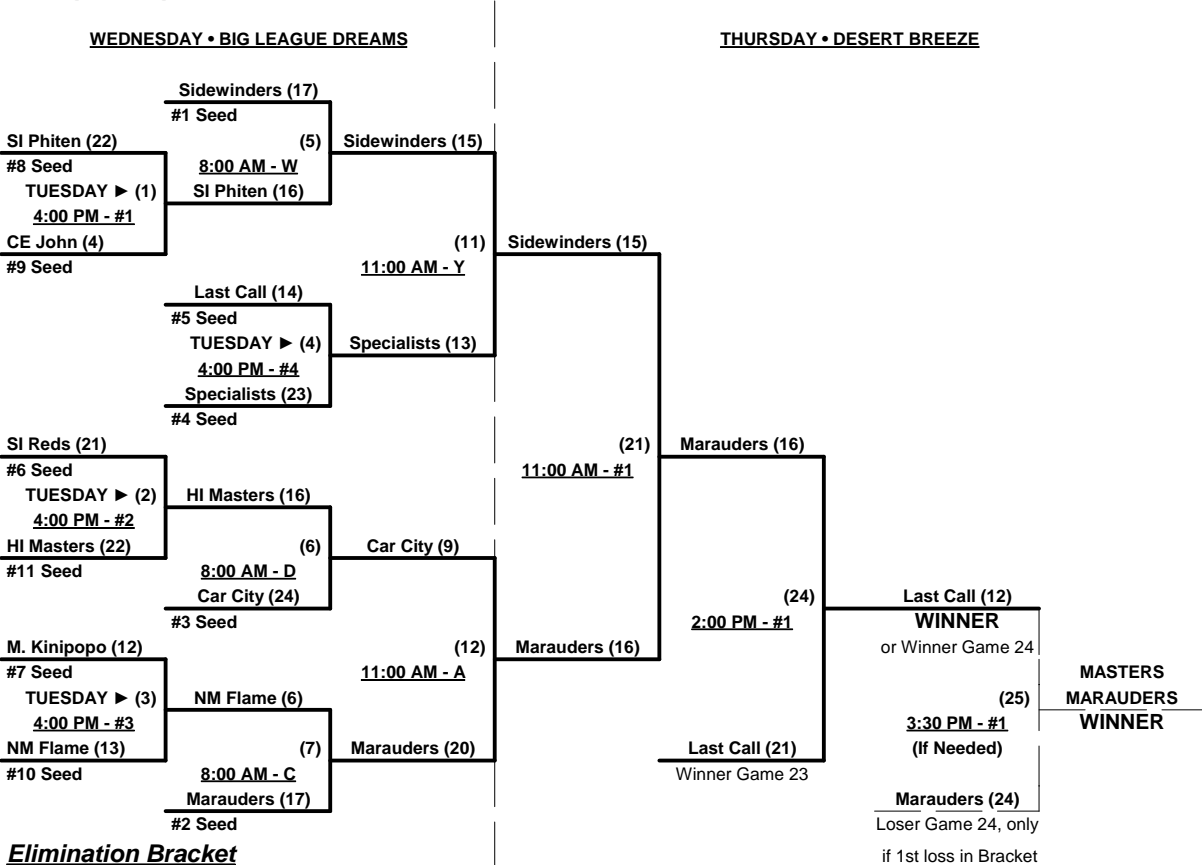 WEDNESDAY • BIG LEAGUE DREAMS
THURSDAY • DESERT BREEZE
Sidewinders (17)
#1 Seed
SI Phiten (22)
(5)
Sidewinders (15)
#8 Seed
8:00 AM - W
TUESDAY ► (1)
SI Phiten (16)
4:00 PM - #1
CE John (4)
(11)
Sidewinders (15)
#9 Seed
11:00 AM - Y
Last Call (14)
#5 Seed
TUESDAY ► (4)
Specialists (13)
4:00 PM - #4
Specialists (23)
#4 Seed
SI Reds (21)
(21)
Marauders (16)
#6 Seed
11:00 AM - #1
TUESDAY ► (2)
HI Masters (16)
4:00 PM - #2
HI Masters (22)
(6)
Car City (9)
#11 Seed
8:00 AM - D
Car City (24)
(24)
Last Call (12)
#3 Seed
2:00 PM - #1
WINNER
M. Kinipopo (12)
(12)
Marauders (16)
or Winner Game 24
#7 Seed
11:00 AM - A
MASTERS
TUESDAY ► (3)
NM Flame (6)
(25)
MARAUDERS
4:00 PM - #3
3:30 PM - #1
WINNER
NM Flame (13)
(7)
Marauders (20)
Last Call (21)
(If Needed)
#10 Seed
8:00 AM - C
Winner Game 23
Marauders (17)
Marauders (24)
#2 Seed
Loser Game 24, only
Elimination Bracket
if 1st loss in Bracket